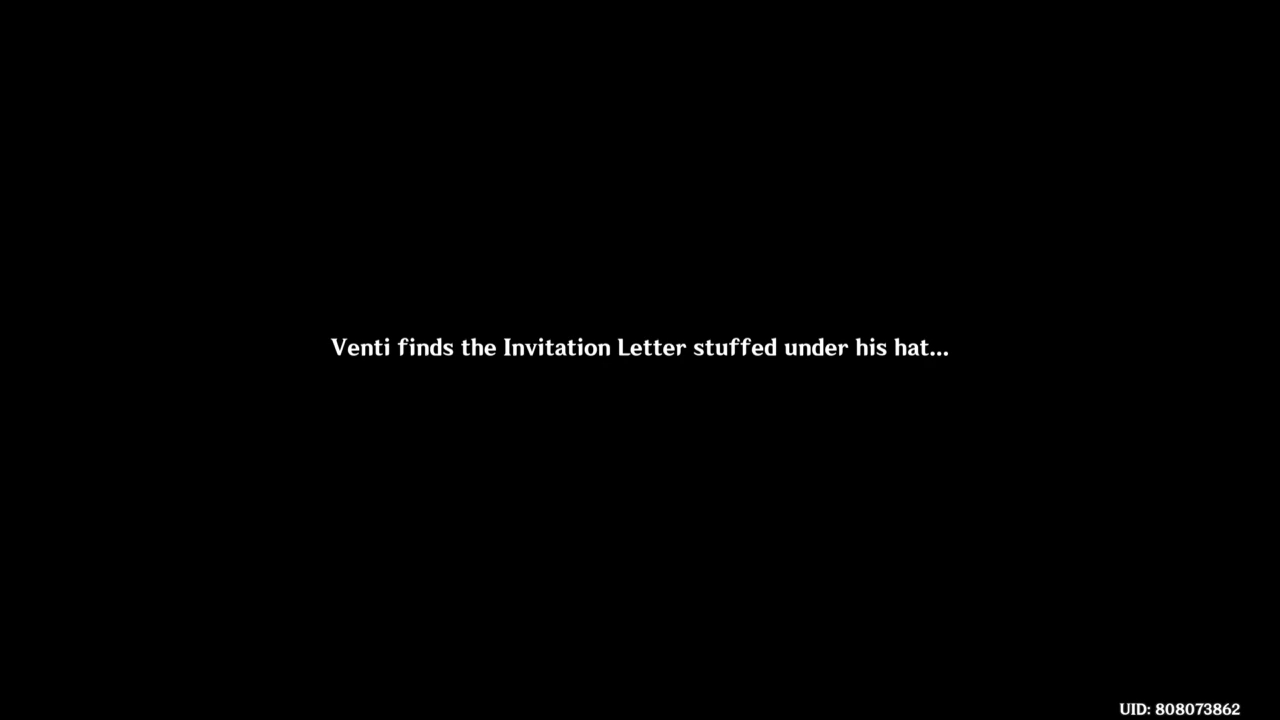 Venti finds the Invitation Letter stuffed under his hat...
UID: 808073862